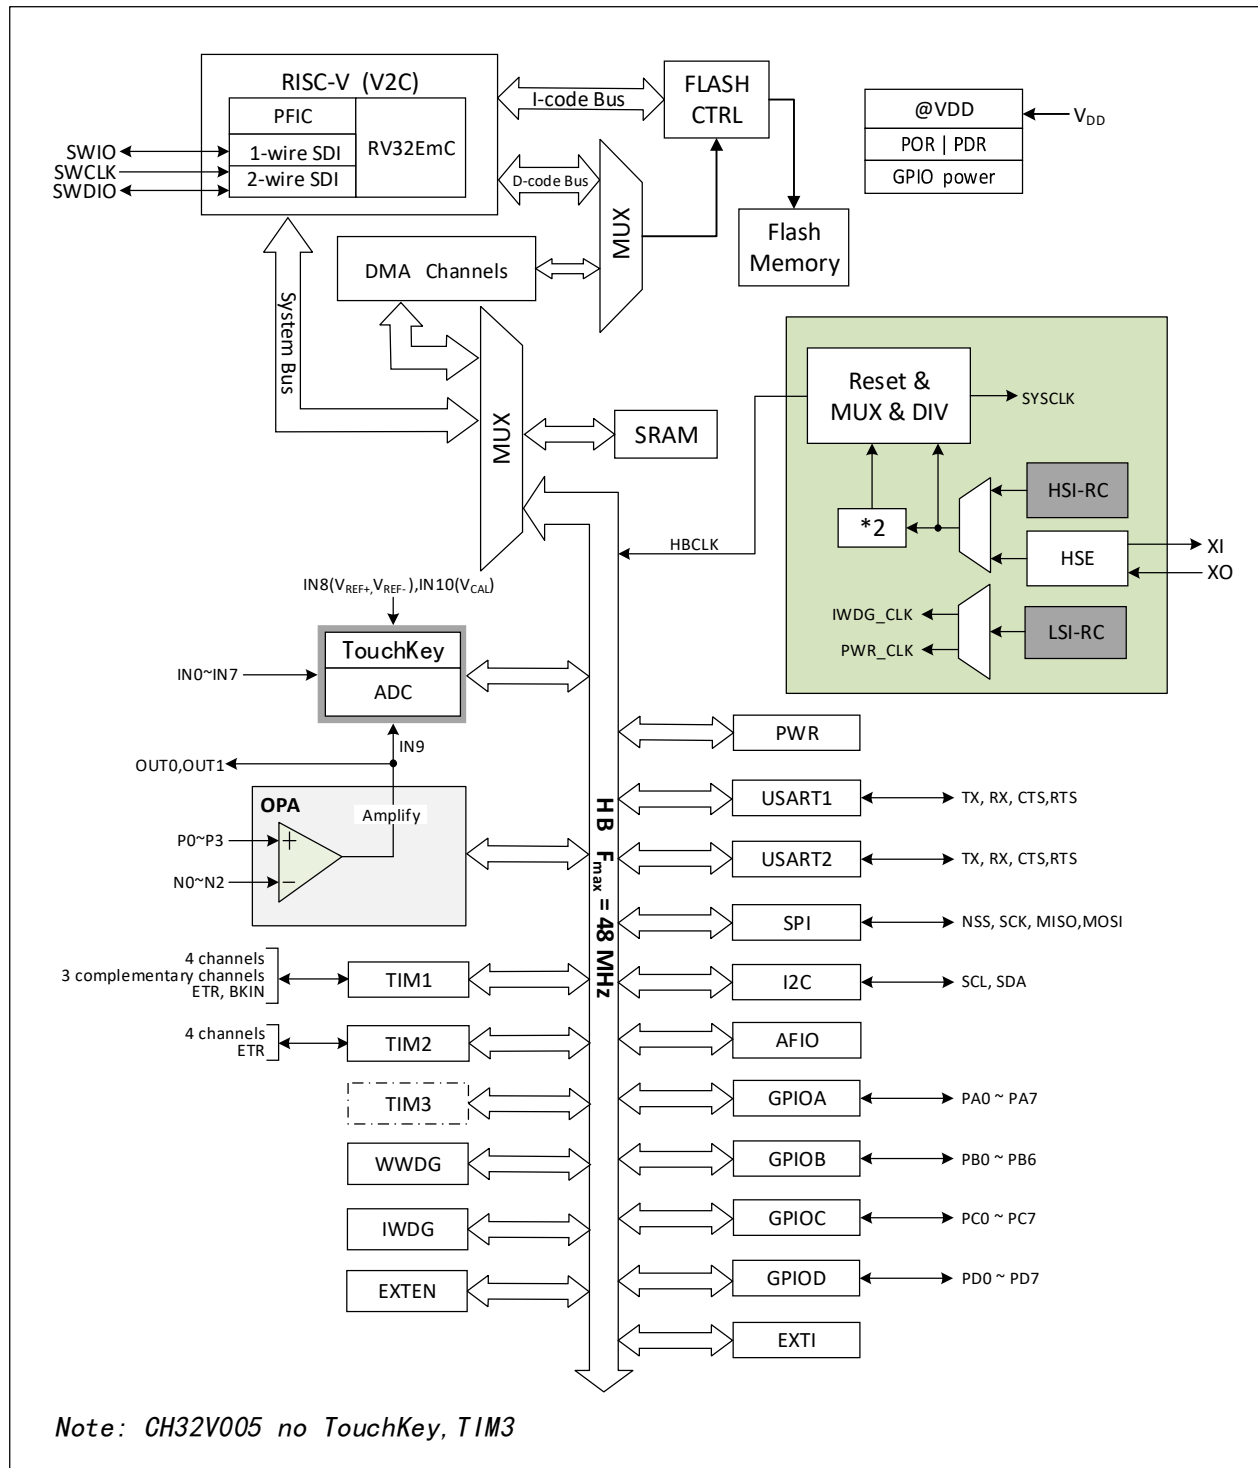 RISC-V (V2C)
PFIC
1-wire SDI
2-wire SDI
RV32EmC
SWIO
SWCLK
SWDIO
I-code Bus
D-code Bus
FLASH
CTRL
@VDD
POR | PDR
GPIO power
VDD
MUX
Flash
Memory
DMA Channels
System Bus
MUX
SRAM
Reset &
MUX & DIV
SYSCLK
HSI-RC
*2
HSE
XI
XO
HBCLK
IWDG_CLK
PWR_CLK
LSI-RC
IN8(VREF+,VREF-),IN10(VCAL)
TouchKey
ADC
IN0~IN7
IN9
OUT0,OUT1
OPA
Amplify
P0~P3
+
N0~N2
−
HB Fmax = 48 MHz
4 channels
3 complementary channels
ETR, BKIN
TIM1
4 channels
ETR
TIM2
TIM3
WWDG
IWDG
EXTEN
PWR
USART1
TX, RX, CTS,RTS
USART2
TX, RX, CTS,RTS
SPI
NSS, SCK, MISO,MOSI
I2C
SCL, SDA
AFIO
GPIOA
PA0 ~ PA7
GPIOB
PB0 ~ PB6
GPIOC
PC0 ~ PC7
GPIOD
PD0 ~ PD7
EXTI
Note: CH32V005 no TouchKey, TIM3